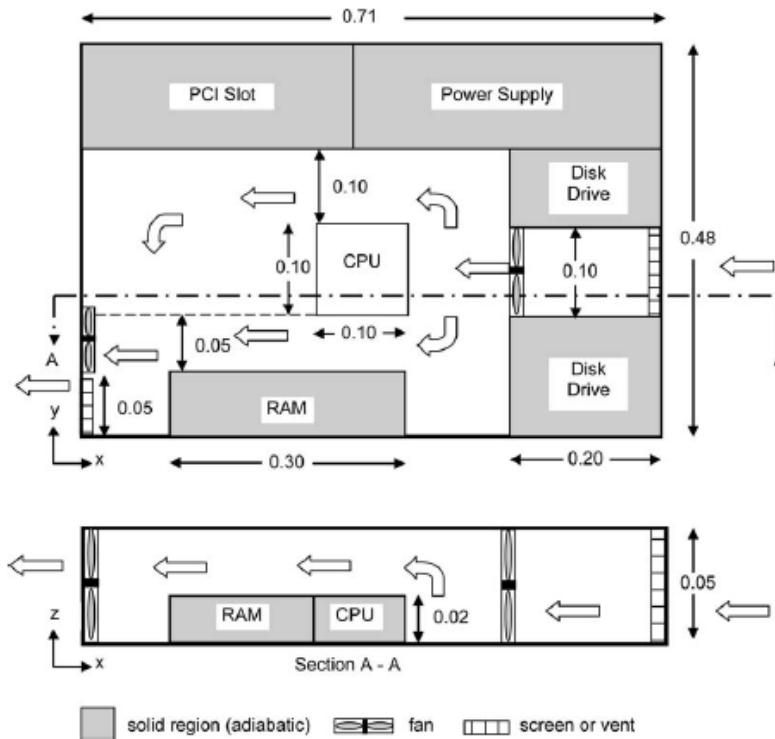 0.71
PCI Slot
Power Supply
0.10
Disk
Drive
0.48
0.10
CPU
0.10
0.10
0.05
A
Disk
Drive
y
0.05
RAM
x
0.30
0.20
RAM
CPU
0.02
0.05
z
x
Section A - A
solid region (adiabatic)
fan
screen or vent